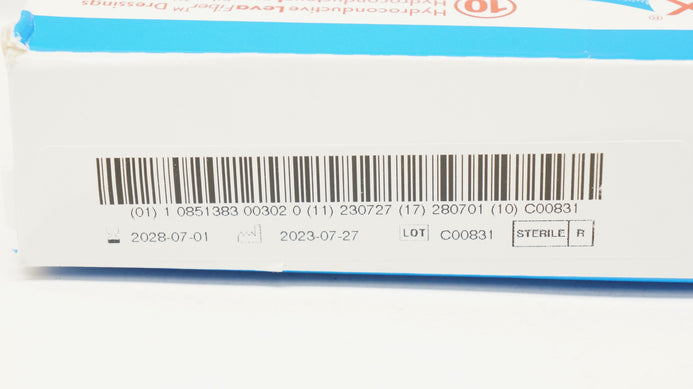 (10) Hydroconductive LevaFiber™ Dressings
(01) 1 0851383 00302 0 (11) 230727 (17) 280701 (10) C00831
2028-07-01 2023-07-27 LOT C00831 STERILE R